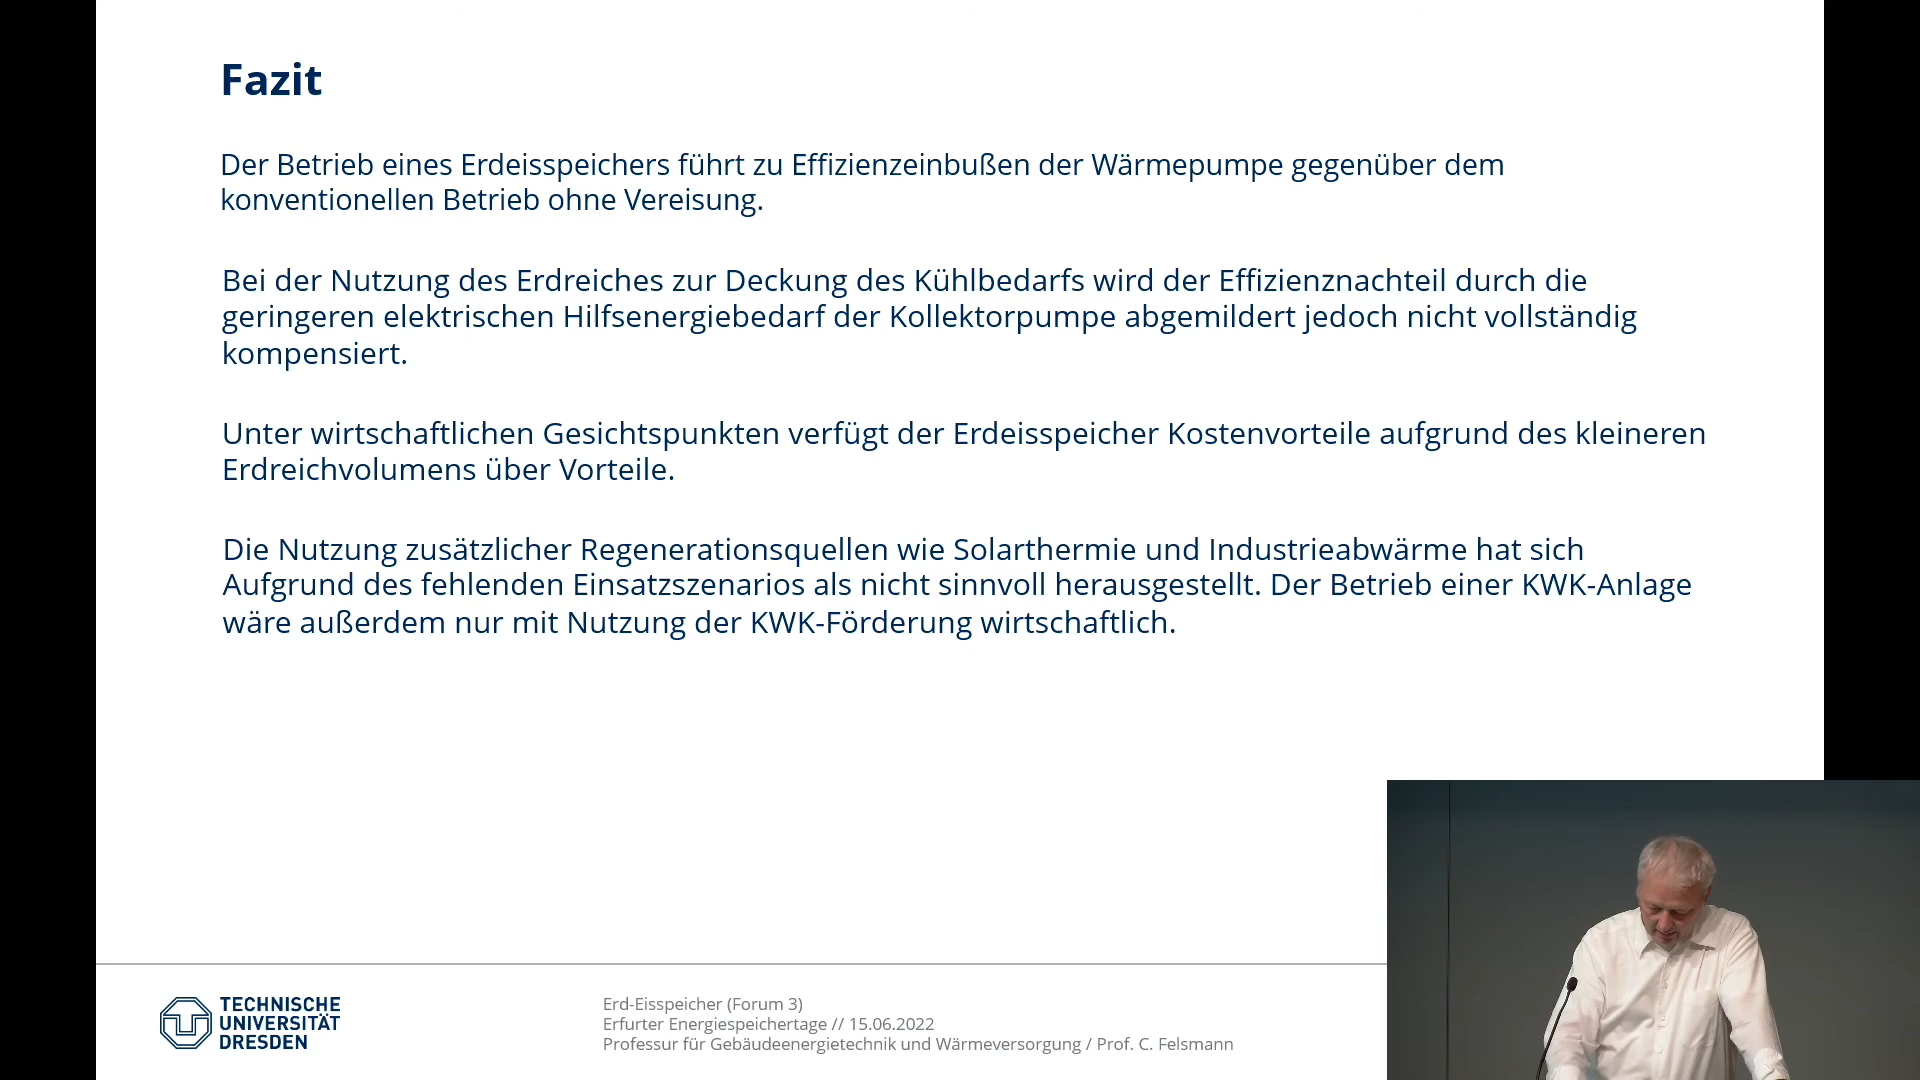 Fazit
Der Betrieb eines Erdeisspeichers führt zu Effizienzeinbußen der Wärmepumpe gegenüber dem
konventionellen Betrieb ohne Vereisung.
Bei der Nutzung des Erdreiches zur Deckung des Kühlbedarfs wird der Effizienznachteil durch die
geringeren elektrischen Hilfsenergiebedarf der Kollektorpumpe abgemildert jedoch nicht vollständig
kompensiert.
Unter wirtschaftlichen Gesichtspunkten verfügt der Erdeisspeicher Kostenvorteile aufgrund des kleineren
Erdreichvolumens über Vorteile.
Die Nutzung zusätzlicher Regenerationsquellen wie Solarthermie und Industrieabwärme hat sich
Aufgrund des fehlenden Einsatzszenarios als nicht sinnvoll herausgestellt. Der Betrieb einer KWK-Anlage
wäre außerdem nur mit Nutzung der KWK-Förderung wirtschaftlich.
TECHNISCHE
UNIVERSITÄT
DRESDEN
Erd-Eisspeicher (Forum 3)
Erfurter Energiespeichertage // 15.06.2022
Professur für Gebäudeenergietechnik und Wärmeversorgung / Prof. C. Felsmann